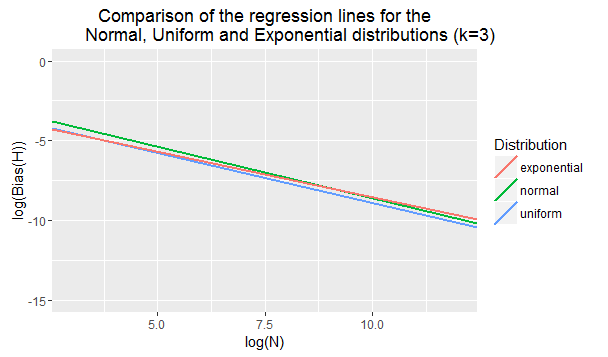 Comparison of the regression lines for the
Normal, Uniform and Exponential distributions (k=3)
0
-5
-10
-15
log(Bias(H))
5.0
7.5
10.0
log(N)
Distribution
exponential
normal
uniform